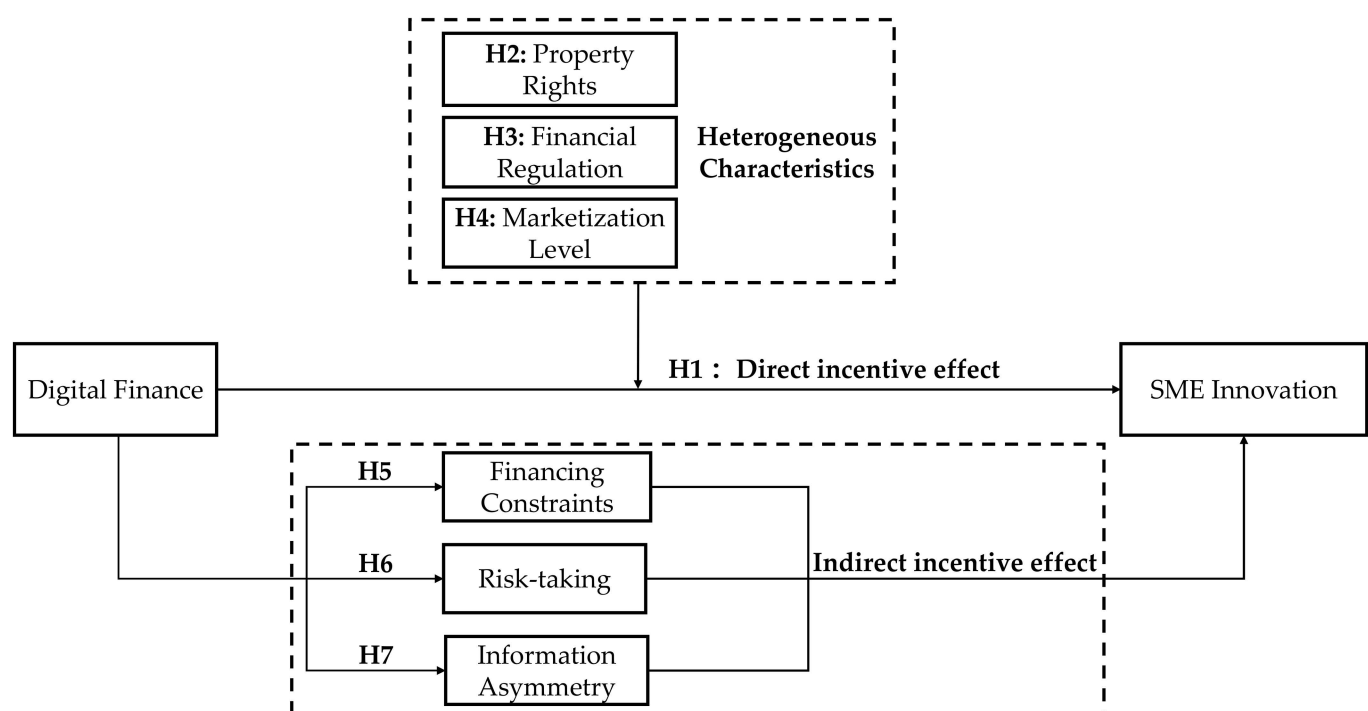 H2: Property
Rights
H3: Financial
Regulation
H4: Marketization
Level
Heterogeneous
Characteristics
H1： Direct incentive effect
Digital Finance
SME Innovation
H5
Financing
Constraints
H6
Risk-taking
Indirect incentive effect
H7
Information
Asymmetry